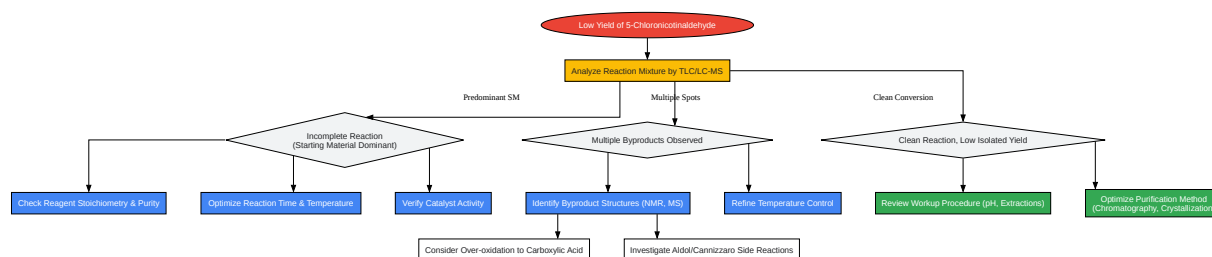 Low Yield of 5-Chloronicotinaldehyde
Analyze Reaction Mixture by TLC/LC-MS
Predominant SM
Multiple Spots
Clean Conversion
Incomplete Reaction
(Starting Material Dominant)
Multiple Byproducts Observed
Clean Reaction, Low Isolated Yield
Check Reagent Stoichiometry & Purity
Optimize Reaction Time & Temperature
Verify Catalyst Activity
Identify Byproduct Structures (NMR, MS)
Refine Temperature Control
Review Workup Procedure (pH, Extractions)
Optimize Purification Method
(Chromatography, Crystallization)
Consider Over-oxidation to Carboxylic Acid
Investigate Aldol/Cannizzaro Side Reactions